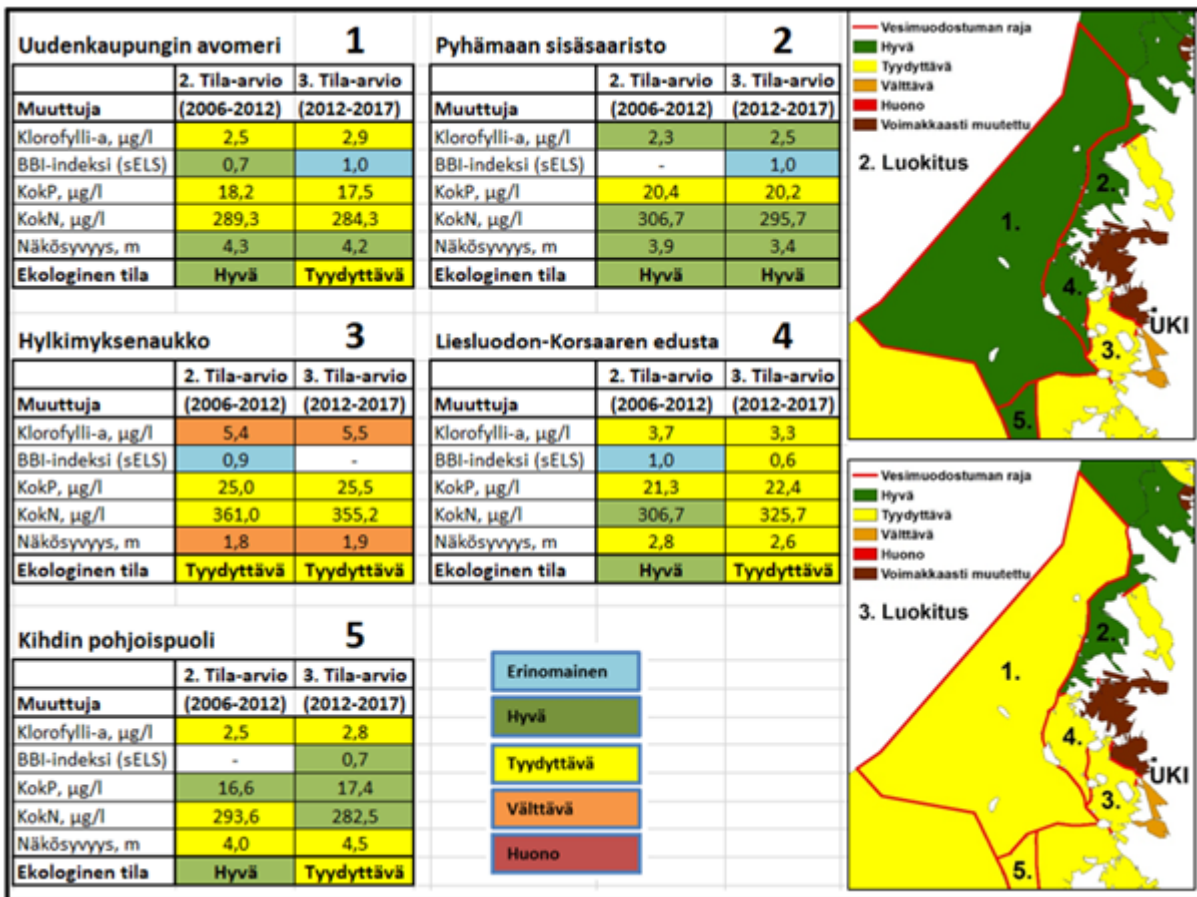 Uudenkaupungin avomeri 1
2. Tila-arvio 3. Tila-arvio
Muuttuja (2006-2012) (2012-2017)
Klorofylli-a, µg/l 2,5 2,9
BBI-indeksi (sELS) 0,7 1,0
KokP, µg/l 18,2 17,5
KokN, µg/l 289,3 284,3
Näkösyvyys, m 4,3 4,2
Ekologinen tila Hyvä Tyydyttävä
Pyhämaan sisäsaaristo 2
2. Tila-arvio 3. Tila-arvio
Muuttuja (2006-2012) (2012-2017)
Klorofylli-a, µg/l 2,3 2,5
BBI-indeksi (sELS) - 1,0
KokP, µg/l 20,4 20,2
KokN, µg/l 306,7 295,7
Näkösyvyys, m 3,9 3,4
Ekologinen tila Hyvä Hyvä
Hylkimyksenaukko 3
2. Tila-arvio 3. Tila-arvio
Muuttuja (2006-2012) (2012-2017)
Klorofylli-a, µg/l 5,4 5,5
BBI-indeksi (sELS) 0,9 -
KokP, µg/l 25,0 25,5
KokN, µg/l 361,0 355,2
Näkösyvyys, m 1,8 1,9
Ekologinen tila Tyydyttävä Tyydyttävä
Liesluodon-Korsaaren edusta 4
2. Tila-arvio 3. Tila-arvio
Muuttuja (2006-2012) (2012-2017)
Klorofylli-a, µg/l 3,7 3,3
BBI-indeksi (sELS) 1,0 0,6
KokP, µg/l 21,3 22,4
KokN, µg/l 306,7 325,7
Näkösyvyys, m 2,8 2,6
Ekologinen tila Hyvä Tyydyttävä
Kihdin pohjoispuoli 5
2. Tila-arvio 3. Tila-arvio
Muuttuja (2006-2012) (2012-2017)
Klorofylli-a, µg/l 2,5 2,8
BBI-indeksi (sELS) - 0,7
KokP, µg/l 16,6 17,4
KokN, µg/l 293,6 282,5
Näkösyvyys, m 4,0 4,5
Ekologinen tila Hyvä Tyydyttävä
Erinomainen
Hyvä
Tyydyttävä
Välttävä
Huono
Vesimuodostuman raja
Hyvä
Tyydyttävä
Välttävä
Huono
Voimakkaasti muutettu
2. Luokitus
2.
1.
4.
UKI
3.
5.
Vesimuodostuman raja
Hyvä
Tyydyttävä
Välttävä
Huono
Voimakkaasti muutettu
3. Luokitus
2.
1.
4.
UKI
3.
5.